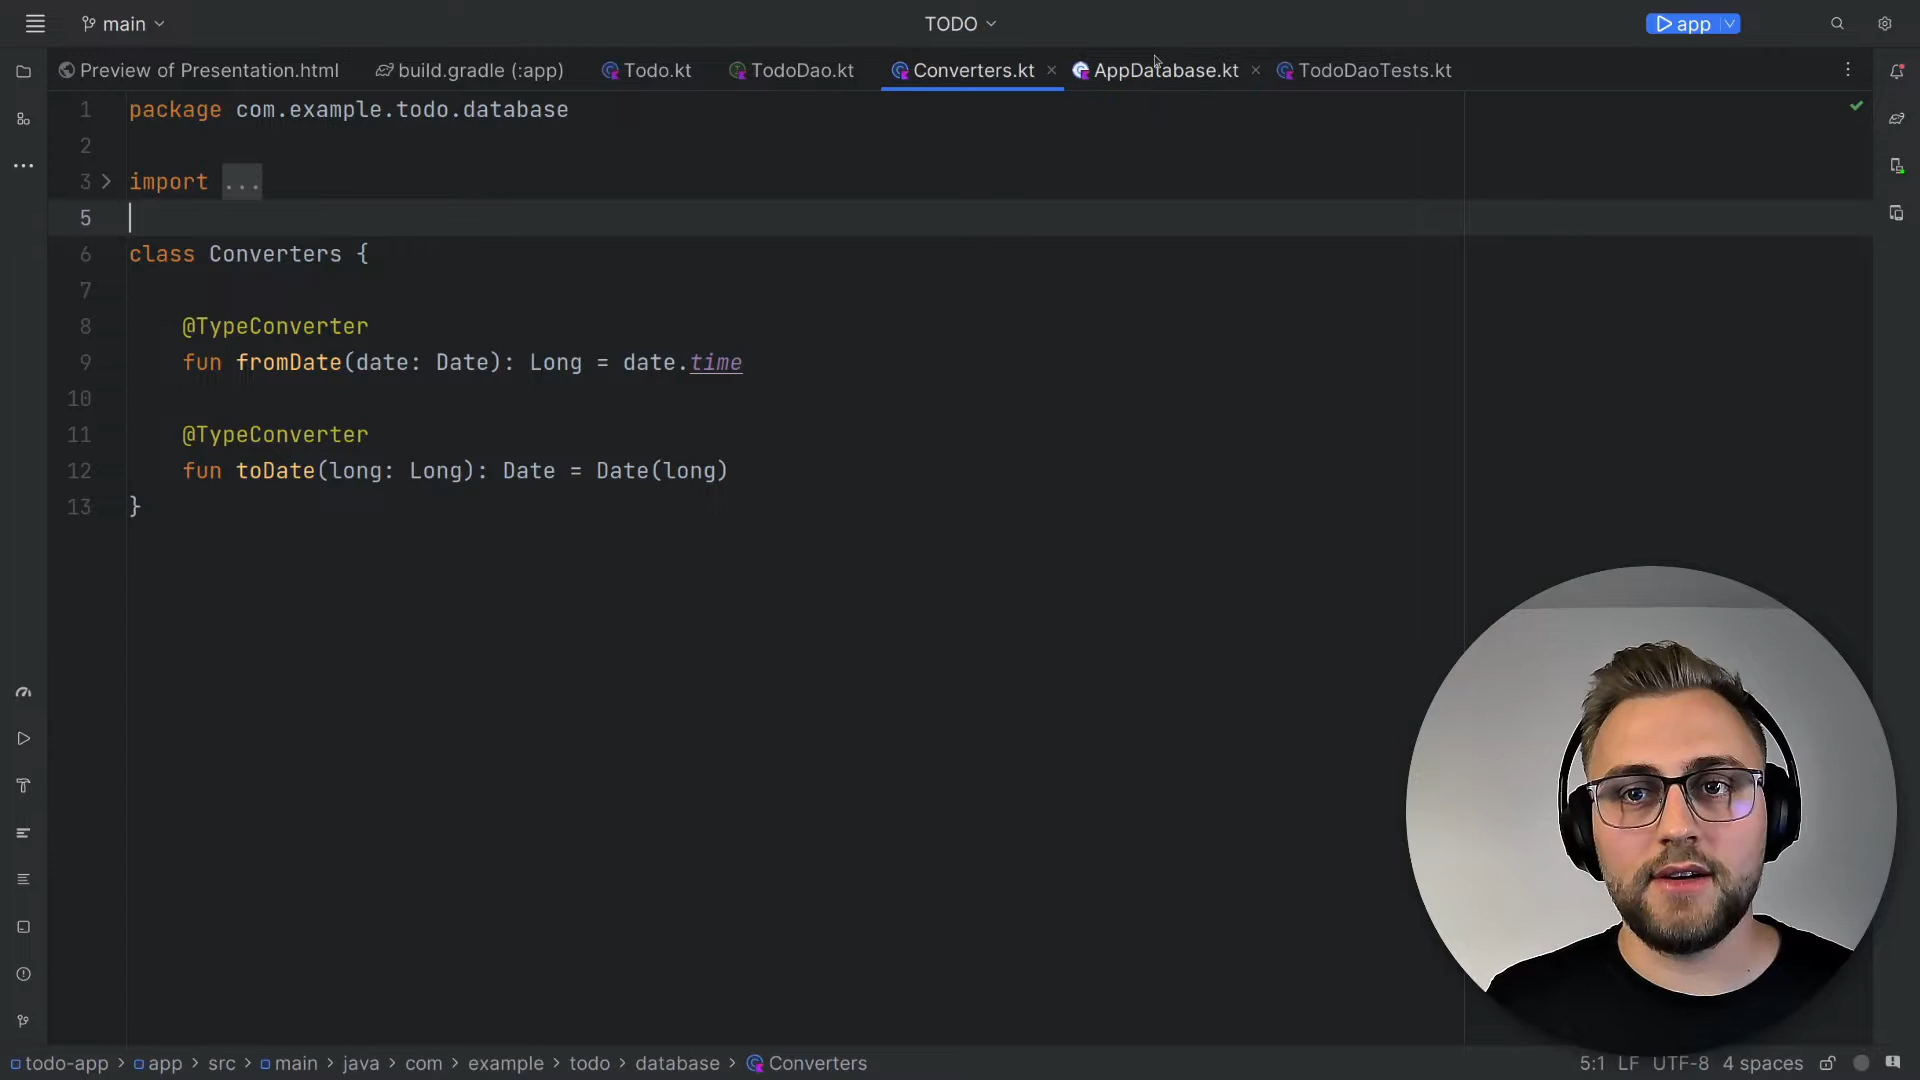 main
TODO
app
Preview of Presentation.html
build.gradle (:app)
Todo.kt
TodoDao.kt
Converters.kt
AppDatabase.kt
TodoDaoTests.kt
1 package com.example.todo.database
2
3 import ...
5
6 class Converters {
7
8 @TypeConverter
9 fun fromDate(date: Date): Long = date.time
10
11 @TypeConverter
12 fun toDate(long: Long): Date = Date(long)
13 }
todo-app > app > src > main > java > com > example > todo > database > Converters
5:1 LF UTF-8 4 spaces